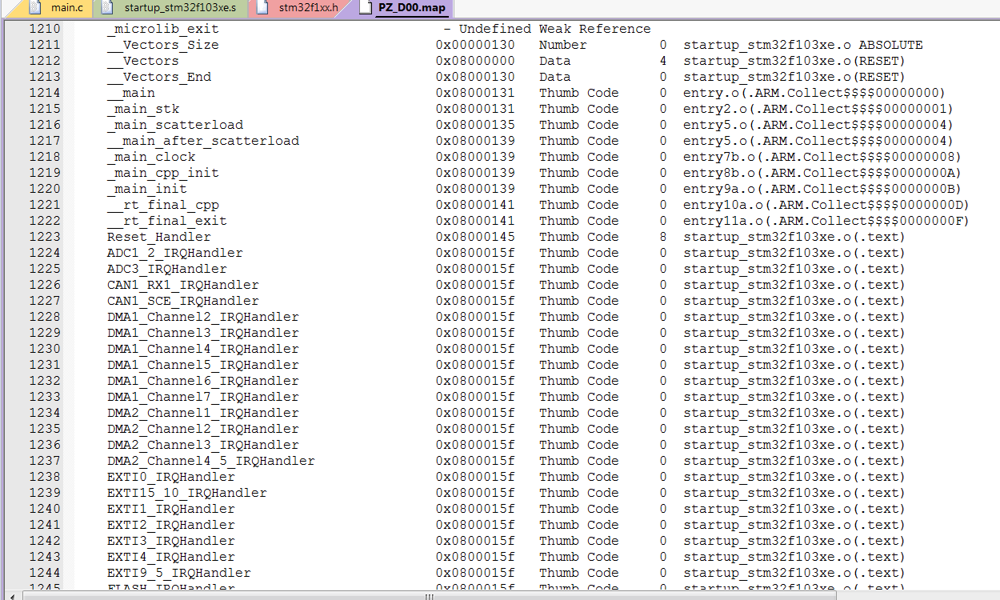 main.c startup_stm32f103xe.s stm32f1xx.h PZ_D00.map
1210 _microlib_exit - Undefined Weak Reference
1211 __Vectors_Size 0x00000130 Number 0 startup_stm32f103xe.o ABSOLUTE
1212 __Vectors 0x08000000 Data 4 startup_stm32f103xe.o(RESET)
1213 __Vectors_End 0x08000130 Data 0 startup_stm32f103xe.o(RESET)
1214 __main 0x08000131 Thumb Code 0 entry.o(.ARM.Collect$$$$00000000)
1215 _main_stk 0x08000131 Thumb Code 0 entry2.o(.ARM.Collect$$$$00000001)
1216 _main_scatterload 0x08000135 Thumb Code 0 entry5.o(.ARM.Collect$$$$00000004)
1217 __main_after_scatterload 0x08000139 Thumb Code 0 entry5.o(.ARM.Collect$$$$00000004)
1218 _main_clock 0x08000139 Thumb Code 0 entry7b.o(.ARM.Collect$$$$00000008)
1219 _main_cpp_init 0x08000139 Thumb Code 0 entry8b.o(.ARM.Collect$$$$0000000A)
1220 _main_init 0x08000139 Thumb Code 0 entry9a.o(.ARM.Collect$$$$0000000B)
1221 __rt_final_cpp 0x08000141 Thumb Code 0 entry10a.o(.ARM.Collect$$$$0000000D)
1222 __rt_final_exit 0x08000141 Thumb Code 0 entry11a.o(.ARM.Collect$$$$0000000F)
1223 Reset_Handler 0x08000145 Thumb Code 8 startup_stm32f103xe.o(.text)
1224 ADC1_2_IRQHandler 0x0800015f Thumb Code 0 startup_stm32f103xe.o(.text)
1225 ADC3_IRQHandler 0x0800015f Thumb Code 0 startup_stm32f103xe.o(.text)
1226 CAN1_RX1_IRQHandler 0x0800015f Thumb Code 0 startup_stm32f103xe.o(.text)
1227 CAN1_SCE_IRQHandler 0x0800015f Thumb Code 0 startup_stm32f103xe.o(.text)
1228 DMA1_Channel2_IRQHandler 0x0800015f Thumb Code 0 startup_stm32f103xe.o(.text)
1229 DMA1_Channel3_IRQHandler 0x0800015f Thumb Code 0 startup_stm32f103xe.o(.text)
1230 DMA1_Channel4_IRQHandler 0x0800015f Thumb Code 0 startup_stm32f103xe.o(.text)
1231 DMA1_Channel5_IRQHandler 0x0800015f Thumb Code 0 startup_stm32f103xe.o(.text)
1232 DMA1_Channel6_IRQHandler 0x0800015f Thumb Code 0 startup_stm32f103xe.o(.text)
1233 DMA1_Channel7_IRQHandler 0x0800015f Thumb Code 0 startup_stm32f103xe.o(.text)
1234 DMA2_Channel1_IRQHandler 0x0800015f Thumb Code 0 startup_stm32f103xe.o(.text)
1235 DMA2_Channel2_IRQHandler 0x0800015f Thumb Code 0 startup_stm32f103xe.o(.text)
1236 DMA2_Channel3_IRQHandler 0x0800015f Thumb Code 0 startup_stm32f103xe.o(.text)
1237 DMA2_Channel4_5_IRQHandler 0x0800015f Thumb Code 0 startup_stm32f103xe.o(.text)
1238 EXTI0_IRQHandler 0x0800015f Thumb Code 0 startup_stm32f103xe.o(.text)
1239 EXTI15_10_IRQHandler 0x0800015f Thumb Code 0 startup_stm32f103xe.o(.text)
1240 EXTI1_IRQHandler 0x0800015f Thumb Code 0 startup_stm32f103xe.o(.text)
1241 EXTI2_IRQHandler 0x0800015f Thumb Code 0 startup_stm32f103xe.o(.text)
1242 EXTI3_IRQHandler 0x0800015f Thumb Code 0 startup_stm32f103xe.o(.text)
1243 EXTI4_IRQHandler 0x0800015f Thumb Code 0 startup_stm32f103xe.o(.text)
1244 EXTI9_5_IRQHandler 0x0800015f Thumb Code 0 startup_stm32f103xe.o(.text)
1245 FLASH_IRQHandler 0x0800015f Thumb Code 0 startup_stm32f103xe.o(.text)